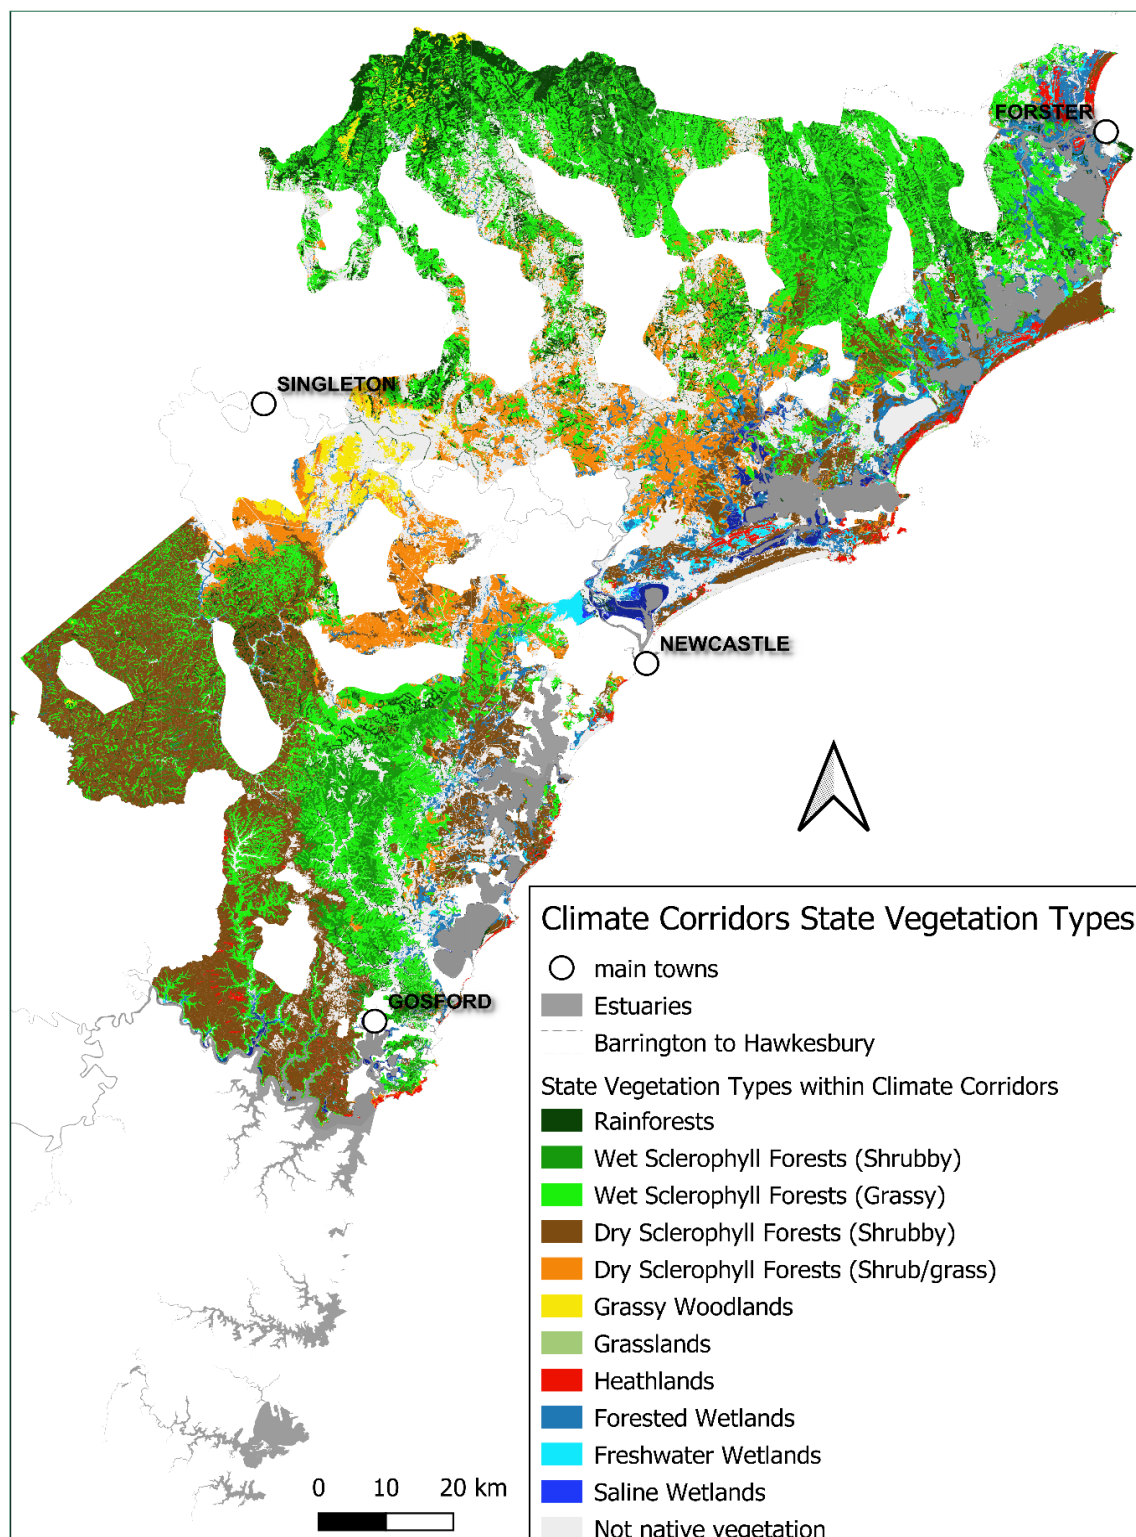 FORSTER
SINGLETON
NEWCASTLE
GOSFORD
Climate Corridors State Vegetation Types
main towns
Estuaries
Barrington to Hawkesbury
State Vegetation Types within Climate Corridors
Rainforests
Wet Sclerophyll Forests (Shrubby)
Wet Sclerophyll Forests (Grassy)
Dry Sclerophyll Forests (Shrubby)
Dry Sclerophyll Forests (Shrub/grass)
Grassy Woodlands
Grasslands
Heathlands
Forested Wetlands
Freshwater Wetlands
Saline Wetlands
Not native vegetation
0 10 20 km